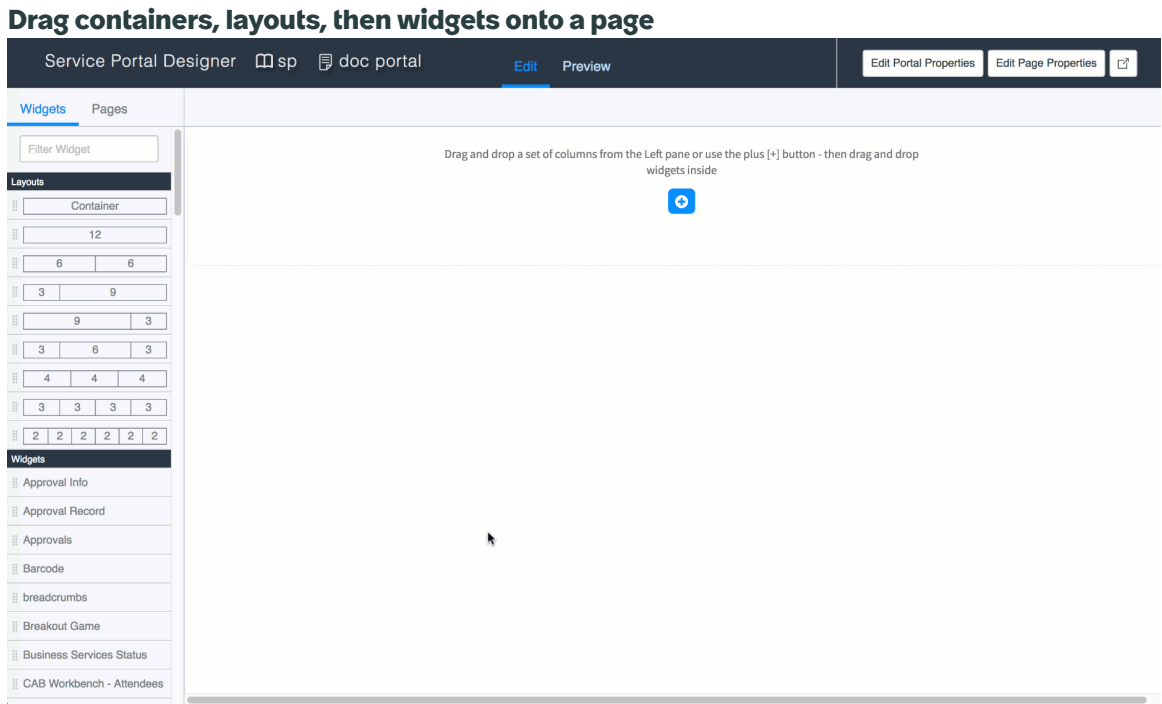 Drag containers, layouts, then widgets onto a page
Service Portal Designer sp doc portal Edit Preview Edit Portal Properties Edit Page Properties
Widgets Pages
Filter Widget
Drag and drop a set of columns from the Left pane or use the plus [+] button - then drag and drop
widgets inside
Layouts
Container
12
6 6
3 9
9 3
3 6 3
4 4 4
3 3 3 3
2 2 2 2 2 2
Widgets
Approval Info
Approval Record
Approvals
Barcode
breadcrumbs
Breakout Game
Business Services Status
CAB Workbench - Attendees